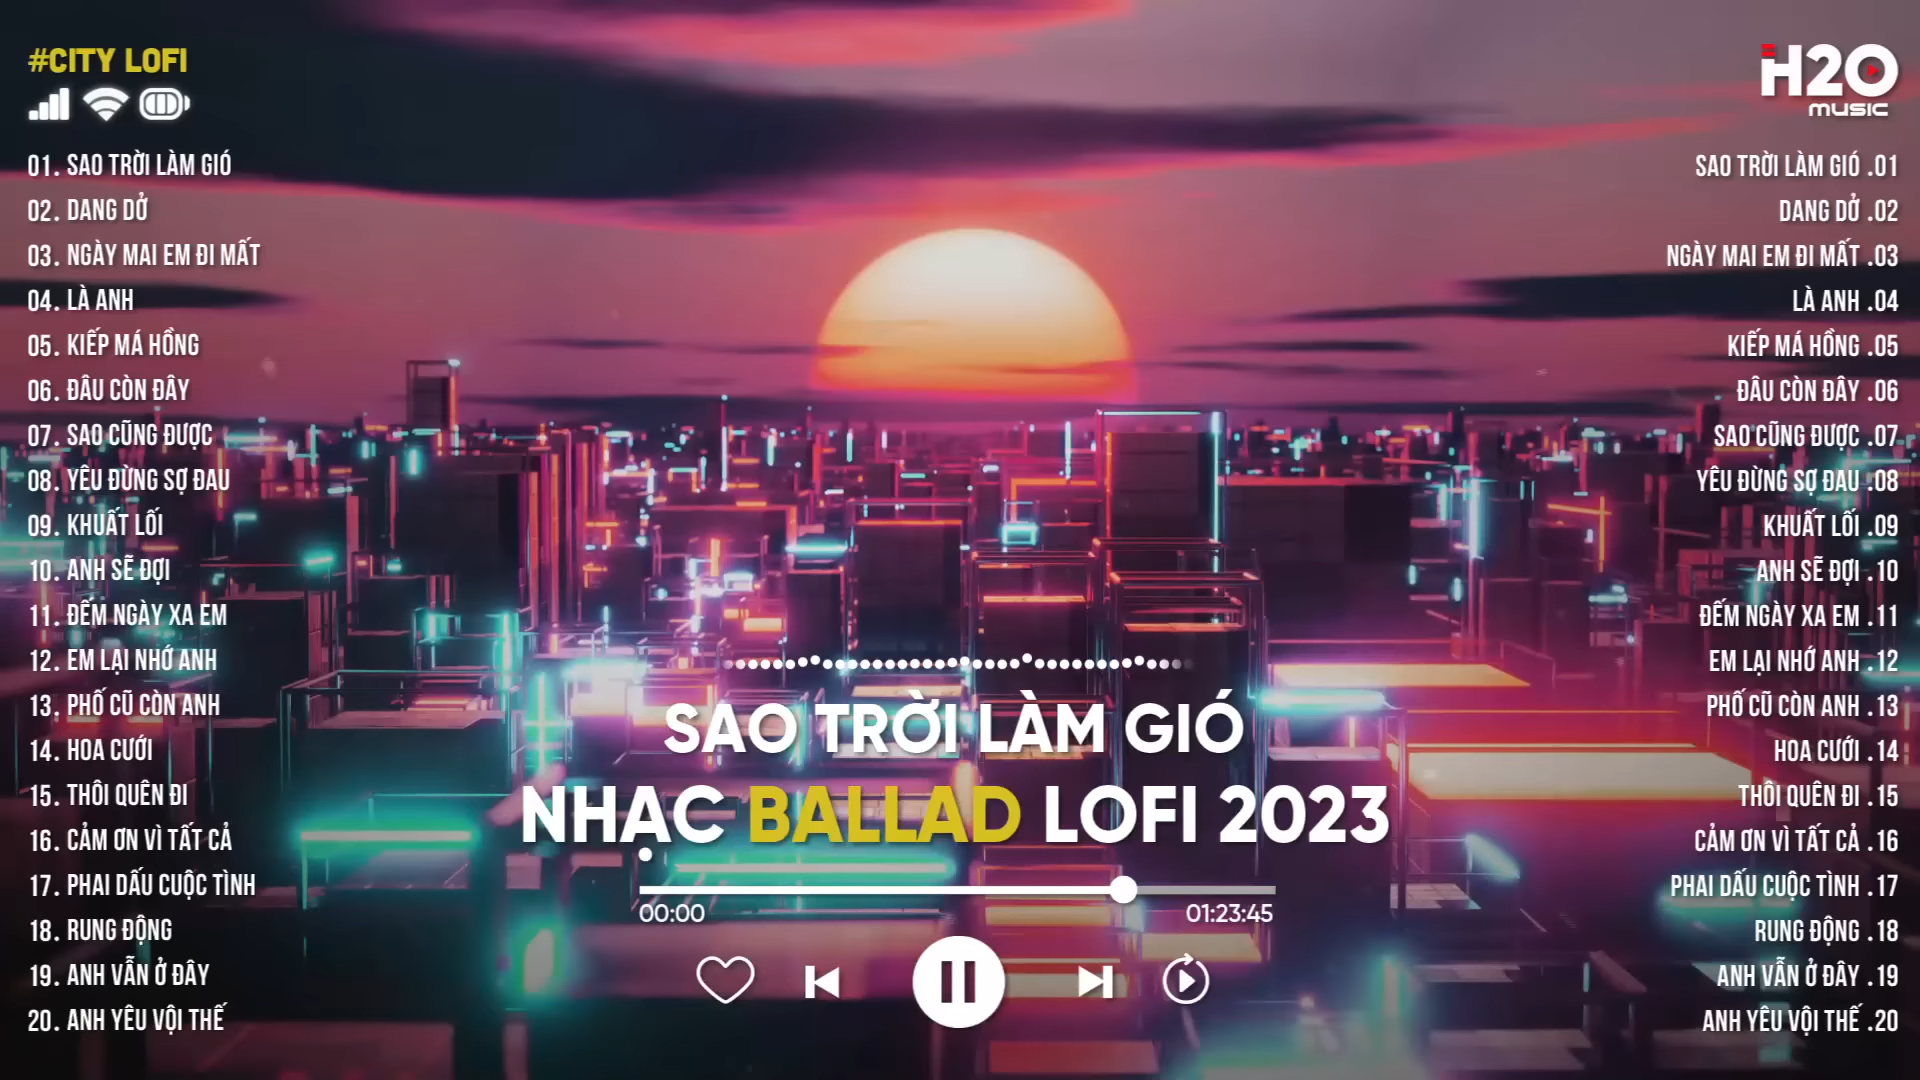 #CITY LOFI
H2O
MUSIC
01. SAO TRỜI LÀM GIÓ
02. DANG DỞ
03. NGÀY MAI EM ĐI MẤT
04. LÀ ANH
05. KIẾP MÁ HỒNG
06. ĐÂU CÒN ĐÂY
07. SAO CŨNG ĐƯỢC
08. YÊU ĐỪNG SỢ ĐAU
09. KHUẤT LỐI
10. ANH SẼ ĐỢI
11. ĐẾM NGÀY XA EM
12. EM LẠI NHỚ ANH
13. PHỐ CŨ CÒN ANH
14. HOA CƯỚI
15. THÔI QUÊN ĐI
16. CẢM ƠN VÌ TẤT CẢ
17. PHAI DẤU CUỘC TÌNH
18. RUNG ĐỘNG
19. ANH VẪN Ở ĐÂY
20. ANH YÊU VỘI THẾ
SAO TRỜI LÀM GIÓ
NHẠC BALLAD LOFI 2023
00:00
01:23:45
SAO TRỜI LÀM GIÓ .01
DANG DỞ .02
NGÀY MAI EM ĐI MẤT .03
LÀ ANH .04
KIẾP MÁ HỒNG .05
ĐÂU CÒN ĐÂY .06
SAO CŨNG ĐƯỢC .07
YÊU ĐỪNG SỢ ĐAU .08
KHUẤT LỐI .09
ANH SẼ ĐỢI .10
ĐẾM NGÀY XA EM .11
EM LẠI NHỚ ANH .12
PHỐ CŨ CÒN ANH .13
HOA CƯỚI .14
THÔI QUÊN ĐI .15
CẢM ƠN VÌ TẤT CẢ .16
PHAI DẤU CUỘC TÌNH .17
RUNG ĐỘNG .18
ANH VẪN Ở ĐÂY .19
ANH YÊU VỘI THẾ .20